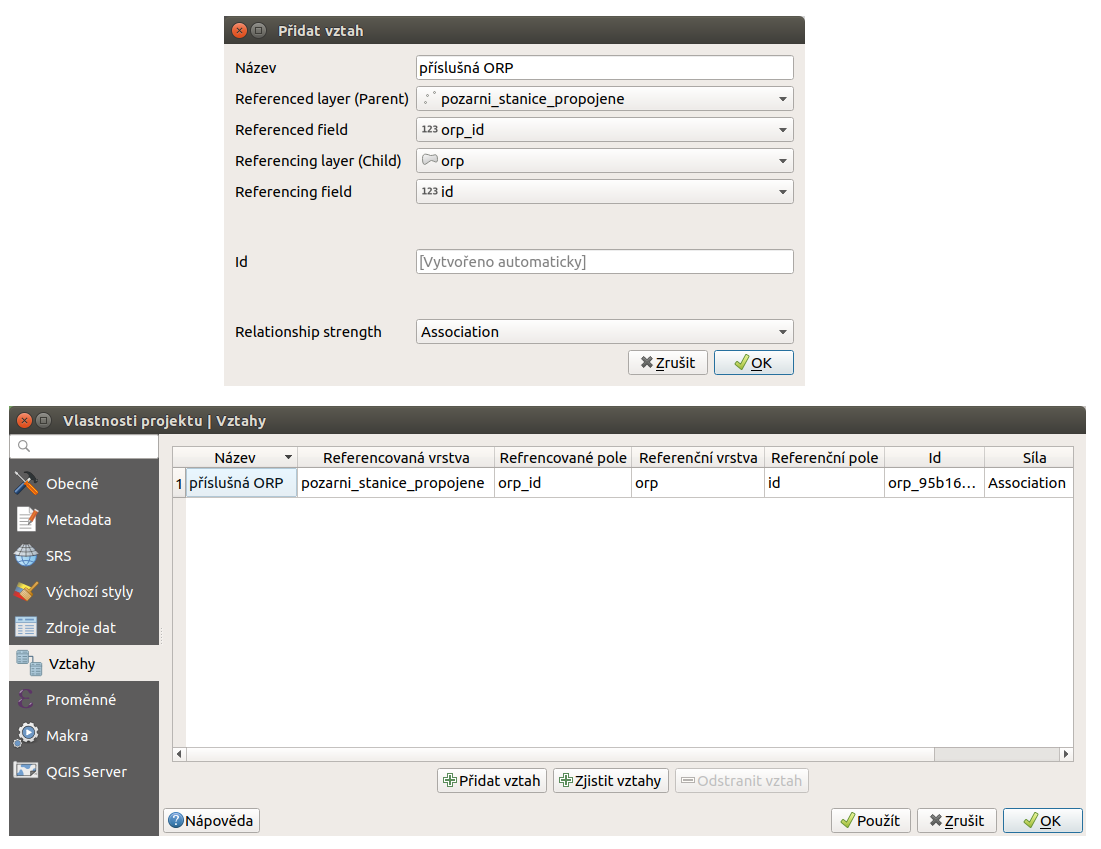 Přidat vztah
Název příslušná ORP
Referenced layer (Parent) pozarni_stanice_propojene
Referenced field 123 orp_id
Referencing layer (Child) orp
Referencing field 123 id
Id [Vytvořeno automaticky]
Relationship strength Association
Zrušit OK
Vlastnosti projektu | Vztahy
Obecné
Metadata
SRS
Výchozí styly
Zdroje dat
Vztahy
Proměnné
Makra
QGIS Server
Název Referencovaná vrstva Refrencované pole Referenční vrstva Referenční pole Id Síla
1 příslušná ORP pozarni_stanice_propojene orp_id orp id orp_95b16... Association
Přidat vztah Zjistit vztahy Odstranit vztah
Nápověda Použít Zrušit OK